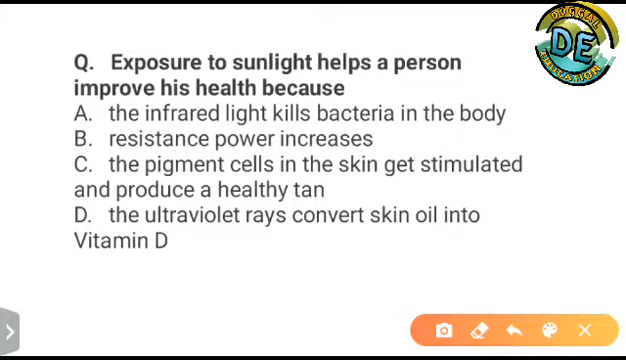 DUGGAL
DE
EDUCATION
Q. Exposure to sunlight helps a person
improve his health because
A. the infrared light kills bacteria in the body
B. resistance power increases
C. the pigment cells in the skin get stimulated
and produce a healthy tan
D. the ultraviolet rays convert skin oil into
Vitamin D